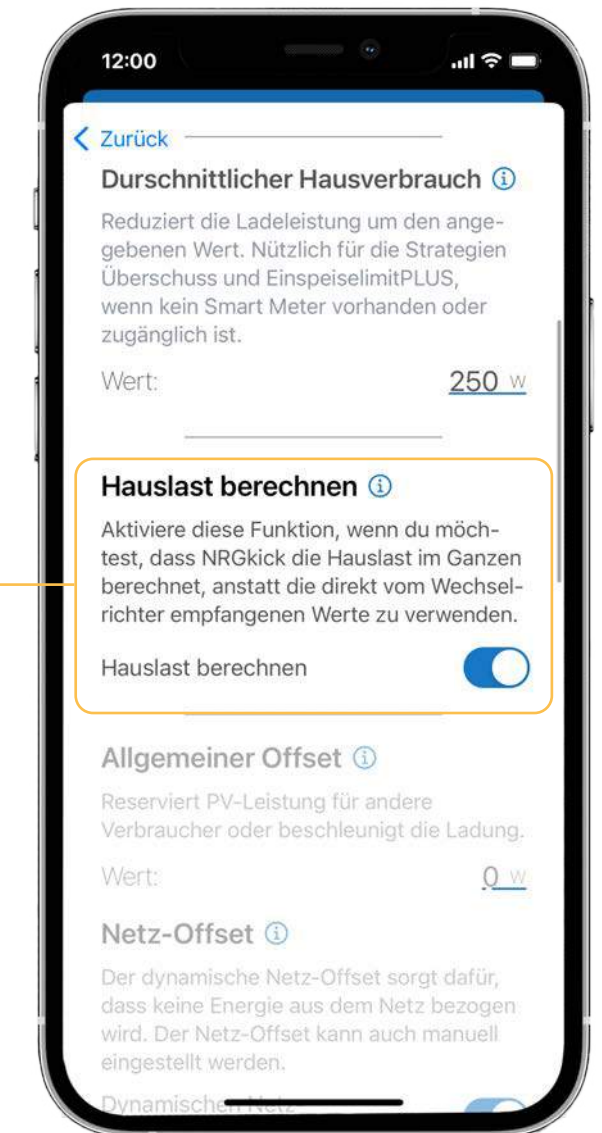 12:00
Zurück
Durschnittlicher Hausverbrauch
Reduziert die Ladeleistung um den ange-
gebenen Wert. Nützlich für die Strategien
Überschuss und EinspeiselimitPLUS,
wenn kein Smart Meter vorhanden oder
zugänglich ist.
Wert: 250 W
Hauslast berechnen
Aktiviere diese Funktion, wenn du möch-
test, dass NRGkick die Hauslast im Ganzen
berechnet, anstatt die direkt vom Wechsel-
richter empfangenen Werte zu verwenden.
Hauslast berechnen
Allgemeiner Offset
Reserviert PV-Leistung für andere
Verbraucher oder beschleunigt die Ladung.
Wert: 0 W
Netz-Offset
Der dynamische Netz-Offset sorgt dafür,
dass keine Energie aus dem Netz bezogen
wird. Der Netz-Offset kann auch manuell
eingestellt werden.
Dynamischen Netz